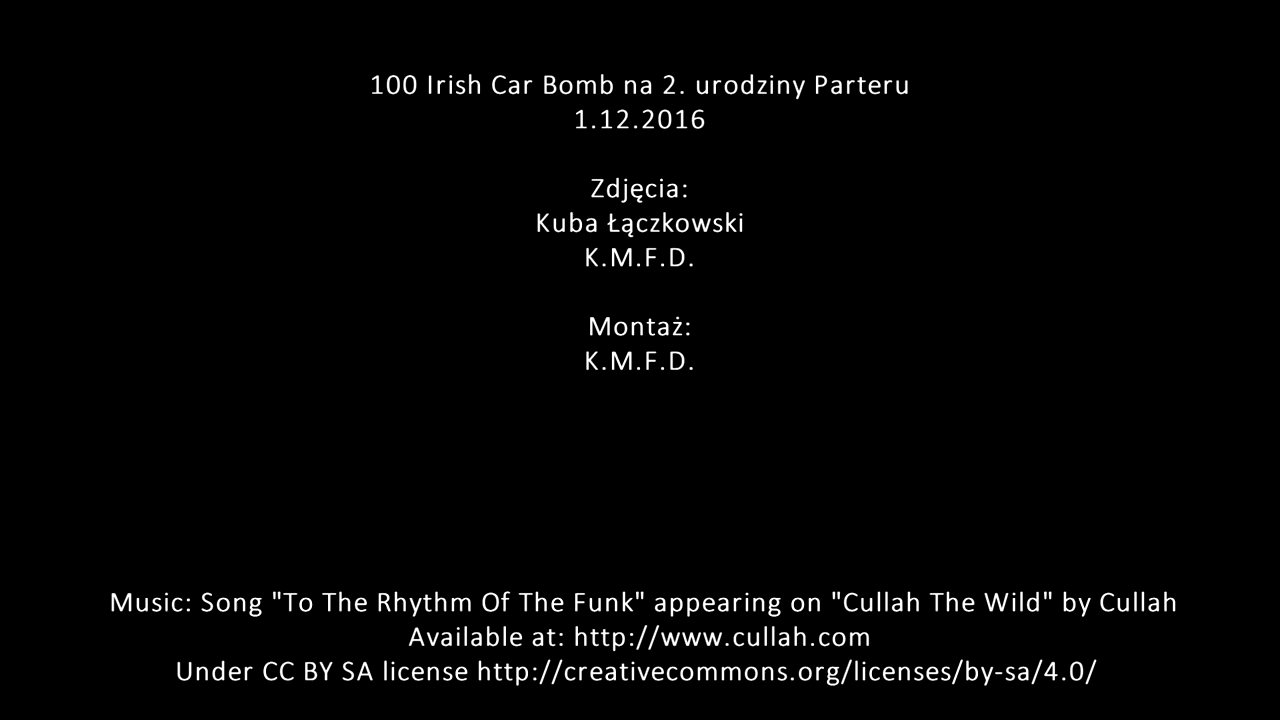 100 Irish Car Bomb na 2. urodziny Parteru
1.12.2016
Zdjęcia:
Kuba Łączkowski
K.M.F.D.
Montaż:
K.M.F.D.
Music: Song "To The Rhythm Of The Funk" appearing on "Cullah The Wild" by Cullah
Available at: http://www.cullah.com
Under CC BY SA license http://creativecommons.org/licenses/by-sa/4.0/